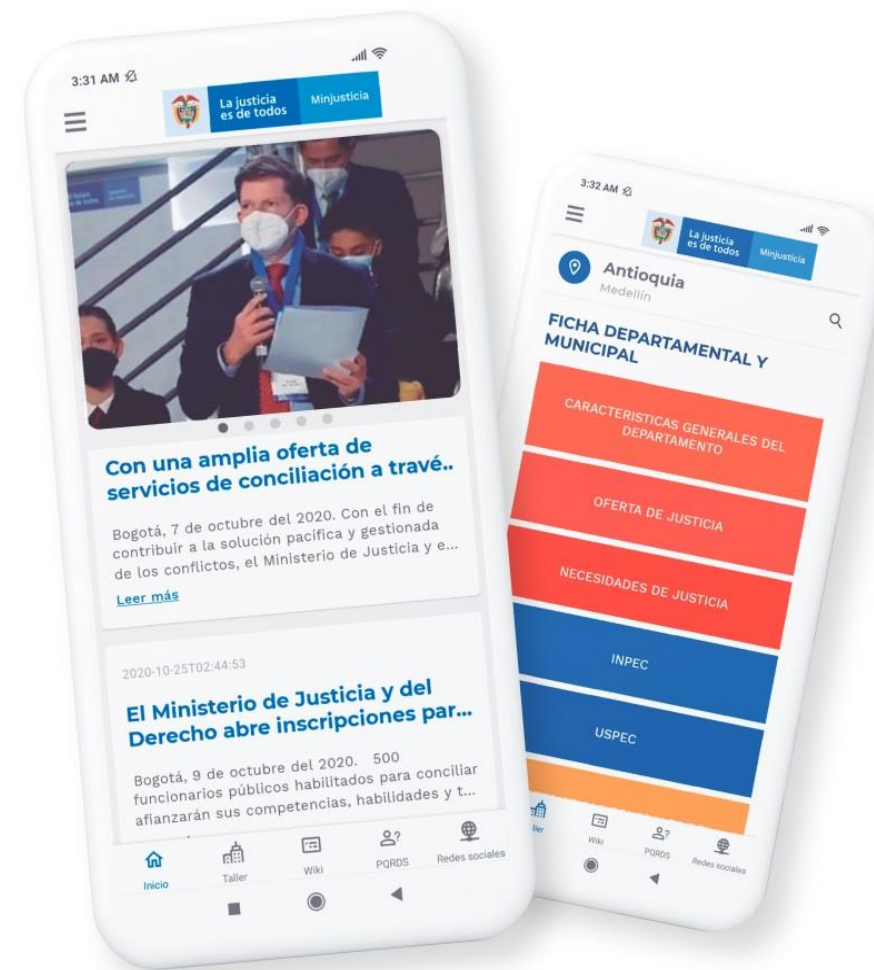 3:31 AM
La justicia
es de todos
Minjusticia
Con una amplia oferta de
servicios de conciliación a travé..
Bogotá, 7 de octubre del 2020. Con el fin de
contribuir a la solución pacífica y gestionada
de los conflictos, el Ministerio de Justicia y e...
Leer más
2020-10-25T02:44:53
El Ministerio de Justicia y del
Derecho abre inscripciones par...
Bogotá, 9 de octubre del 2020. 500
funcionarios públicos habilitados para conciliar
afianzarán sus competencias, habilidades y t...
Inicio
Taller
Wiki
PQRDS
Redes sociales
3:32 AM
La justicia
es de todos
Minjusticia
Antioquia
Medellín
FICHA DEPARTAMENTAL Y
MUNICIPAL
CARACTERISTICAS GENERALES DEL
DEPARTAMENTO
OFERTA DE JUSTICIA
NECESIDADES DE JUSTICIA
INPEC
USPEC
Wiki
PQRDS
Redes sociales